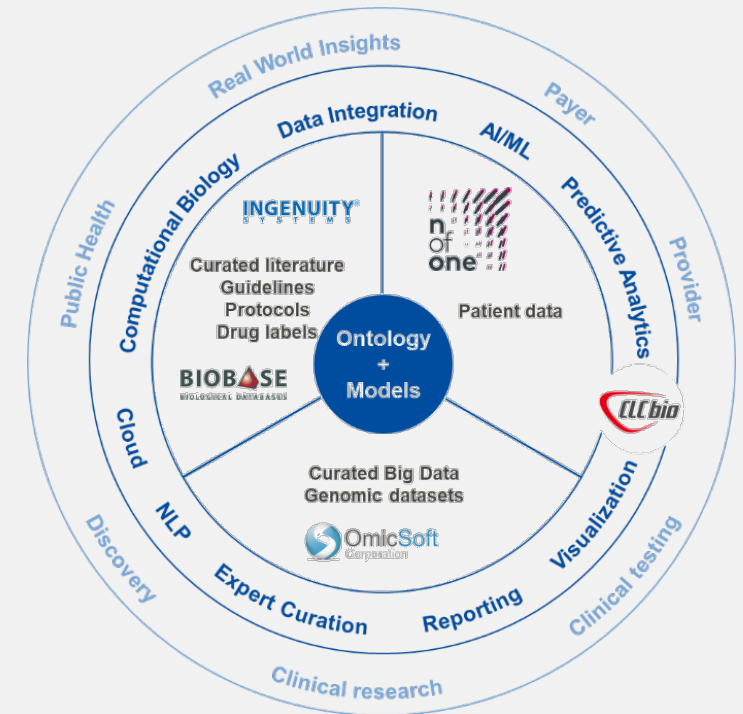 Real World Insights
Payer
Provider
Clinical testing
Clinical research
Discovery
Public Health
Data Integration
AI/ML
Predictive Analytics
Visualization
Reporting
Expert Curation
NLP
Cloud
Computational Biology
INGENUITY®
SYSTEMS
Curated literature
Guidelines
Protocols
Drug labels
BIOBASE
BIOLOGICAL DATABASES
n
of
one
Patient data
Ontology
+
Models
CLCbio
Curated Big Data
Genomic datasets
OmicSoft
Corporation